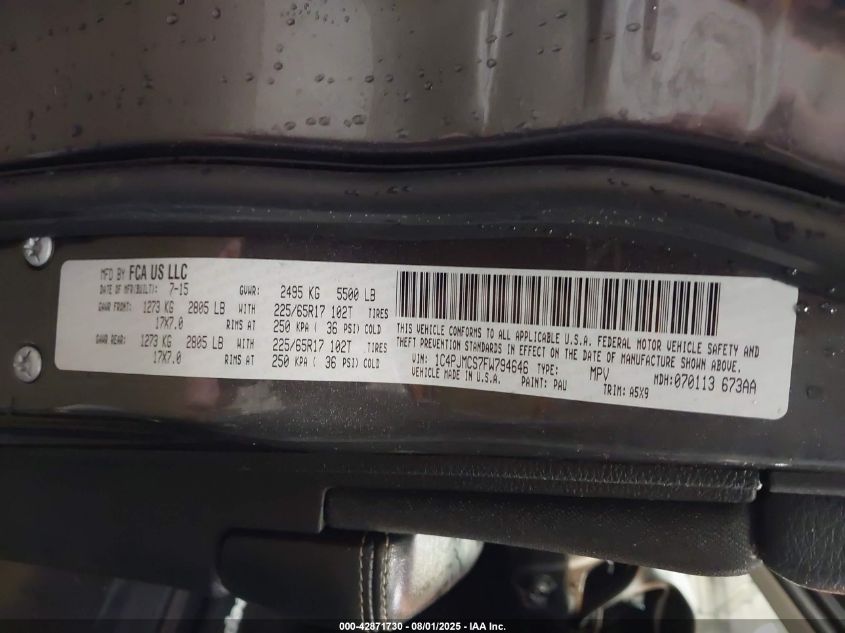 MFD BY FCA US LLC
DATE OF MFR(BUILT): 7-15 GVWR: 2495 KG 5500 LB
GAWR FRONT: 1273 KG 2805 LB WITH 225/65R17 102T TIRES
17X7.0 RIMS AT 250 KPA ( 36 PSI) COLD
GAWR REAR: 1273 KG 2805 LB WITH 225/65R17 102T TIRES
17X7.0 RIMS AT 250 KPA ( 36 PSI) COLD
THIS VEHICLE CONFORMS TO ALL APPLICABLE U.S.A. FEDERAL MOTOR VEHICLE SAFETY AND
THEFT PREVENTION STANDARDS IN EFFECT ON THE DATE OF MANUFACTURE SHOWN ABOVE.
VIN: 1C4PJMCS7FW794646 TYPE: MPV MDH:070113 673AA
VEHICLE MADE IN U.S.A. PAINT: PAU TRIM: A5X9
000-42871730 - 08/01/2025 - IAA Inc.